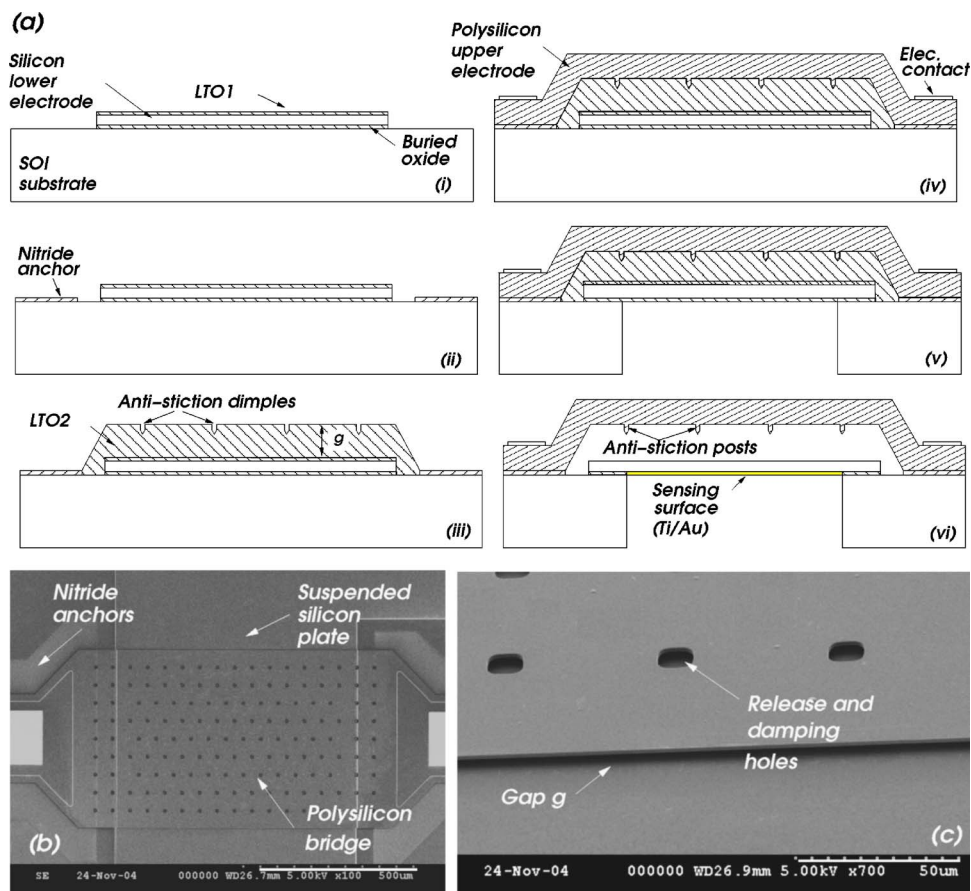 (a)
Silicon
lower
electrode
LTO1
Buried
oxide
SOI
substrate
(i)
Polysilicon
upper
electrode
Elec.
contact
(iv)
Nitride
anchor
(ii)
(v)
Anti-stiction dimples
LTO2
g
(iii)
Anti-stiction posts
Sensing
surface
(Ti/Au)
(vi)
Nitride
anchors
Suspended
silicon
plate
Polysilicon
bridge
(b)
SE 24-Nov-04 000000 WD26.7mm 5.00kV x100 500um
Release and
damping
holes
Gap g
(c)
24-Nov-04 000000 WD26.9mm 5.00kV x700 50um